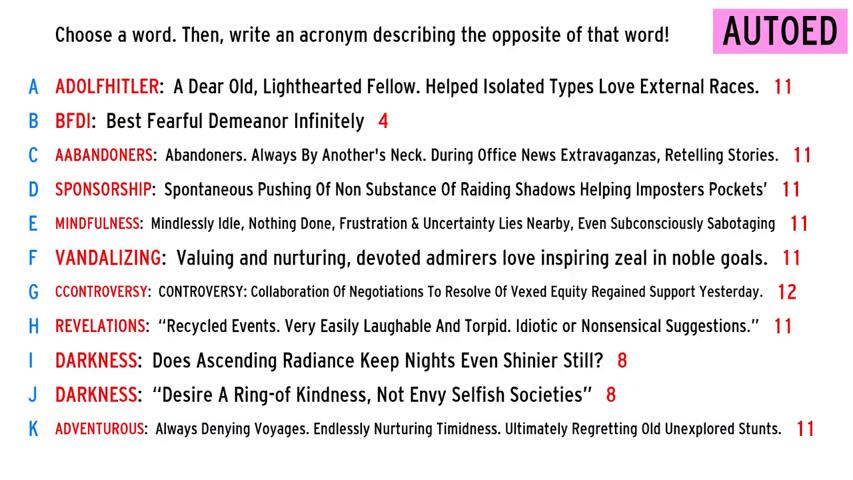 Choose a word. Then, write an acronym describing the opposite of that word!
AUTOED
A ADOLFHITLER: A Dear Old, Lighthearted Fellow. Helped Isolated Types Love External Races. 11
B BFDI: Best Fearful Demeanor Infinitely 4
C AABANDONERS: Abandoners. Always By Another's Neck. During Office News Extravaganzas, Retelling Stories. 11
D SPONSORSHIP: Spontaneous Pushing Of Non Substance Of Raiding Shadows Helping Imposters Pockets' 11
E MINDFULNESS: Mindlessly Idle, Nothing Done, Frustration & Uncertainty Lies Nearby, Even Subconsciously Sabotaging 11
F VANDALIZING: Valuing and nurturing, devoted admirers love inspiring zeal in noble goals. 11
G CCONTROVERSY: CONTROVERSY: Collaboration Of Negotiations To Resolve Of Vexed Equity Regained Support Yesterday. 12
H REVELATIONS: “Recycled Events. Very Easily Laughable And Torpid. Idiotic or Nonsensical Suggestions.” 11
I DARKNESS: Does Ascending Radiance Keep Nights Even Shinier Still? 8
J DARKNESS: “Desire A Ring-of Kindness, Not Envy Selfish Societies” 8
K ADVENTUROUS: Always Denying Voyages. Endlessly Nurturing Timidness. Ultimately Regretting Old Unexplored Stunts. 11